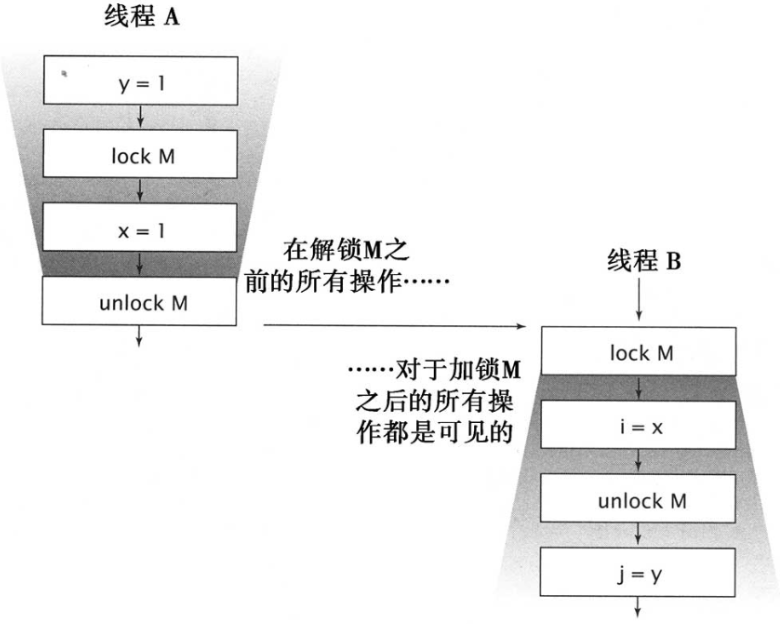 线程 A
y = 1
lock M
x = 1
unlock M
在解锁M之
前的所有操作……
线程 B
lock M
……对于加锁M
之后的所有操
作都是可见的
i = x
unlock M
j = y